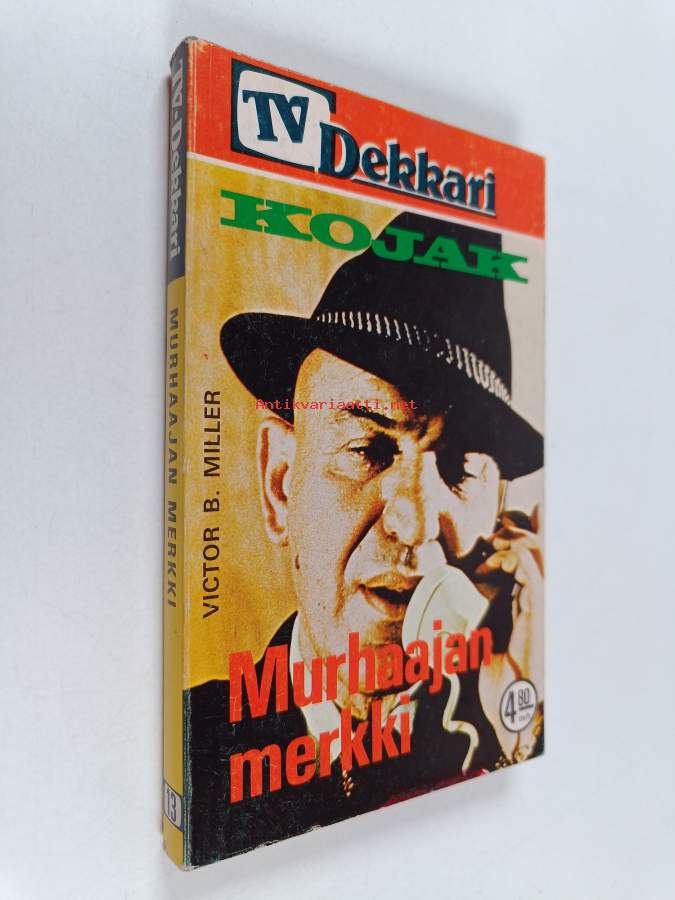 TV
Dekkari
KOJAK
VICTOR B. MILLER
Murhaajan
merkki
4 80
TV-Dekkari
MURHAAJAN MERKKI
13
Antikvariaatti.net